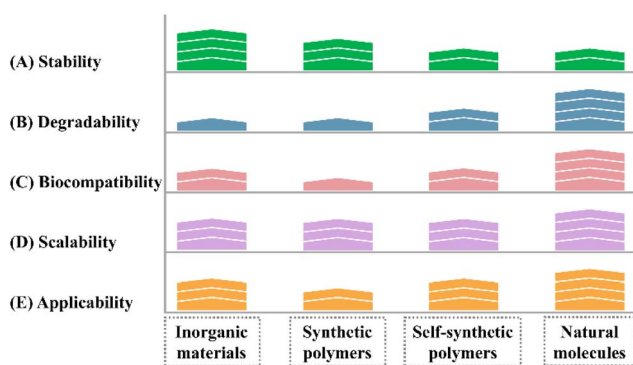 (A) Stability
(B) Degradability
(C) Biocompatibility
(D) Scalability
(E) Applicability
Inorganic
materials
Synthetic
polymers
Self-synthetic
polymers
Natural
molecules